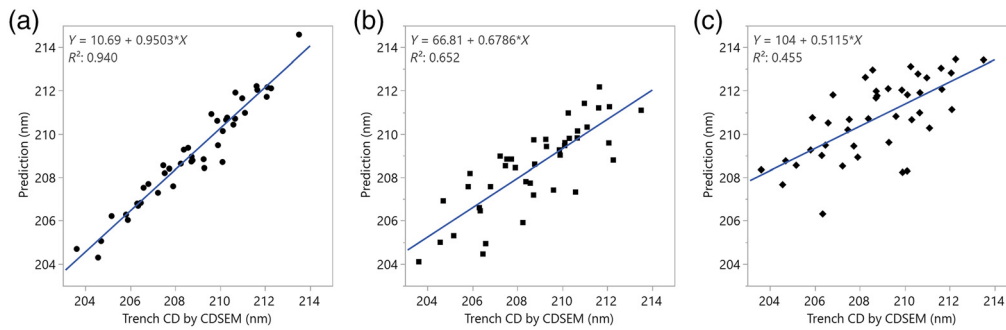 (a)
Y = 10.69 + 0.9503*X
R²: 0.940
214
212
210
208
206
204
Prediction (nm)
204 206 208 210 212 214
Trench CD by CDSEM (nm)
(b)
Y = 66.81 + 0.6786*X
R²: 0.652
214
212
210
208
206
204
Prediction (nm)
204 206 208 210 212 214
Trench CD by CDSEM (nm)
(c)
Y = 104 + 0.5115*X
R²: 0.455
214
212
210
208
206
204
Prediction (nm)
204 206 208 210 212 214
Trench CD by CDSEM (nm)